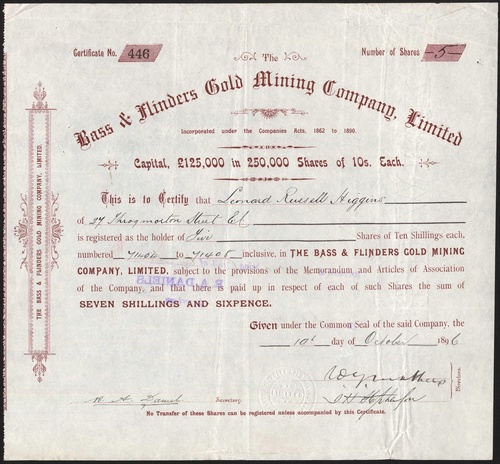 Certificate No. 446
Number of Shares -5-
The
Bass & Flinders Gold Mining Company, Limited
Incorporated under the Companies Acts, 1862 to 1890.
Capital, £125,000 in 250,000 Shares of 10s. Each.
This is to Certify that Leonard Russell Higgens
of 27 Throgmorton Street
is registered as the holder of Five Shares of Ten Shillings each,
numbered 71404 to 71408 inclusive, in THE BASS & FLINDERS GOLD MINING
COMPANY, LIMITED, subject to the provisions of the Memorandum and Articles of Association
of the Company, and that there is paid up in respect of each of such Shares the sum of
SEVEN SHILLINGS AND SIXPENCE.
Given under the Common Seal of the said Company, the
10th day of October 1896
Directors.
Secretary.
No Transfer of these Shares can be registered unless accompanied by this Certificate.
THE BASS & FLINDERS GOLD MINING COMPANY, LIMITED.